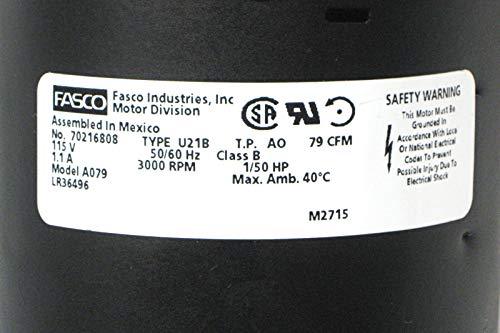 FASCO
Fasco Industries, Inc
Motor Division
Assembled In Mexico
No. 70216808 TYPE U21B T.P. AO 79 CFM
115 V 50/60 Hz Class B
1.1 A 3000 RPM 1/50 HP
Model A079 Max. Amb. 40°C
LR36496
M2715
SA
UR
SAFETY WARNING
This Motor Must Be
Grounded in
Accordance With Loca
Or National Electrical
Codes To Prevent
Possible Injury Due To
Electrical Shock